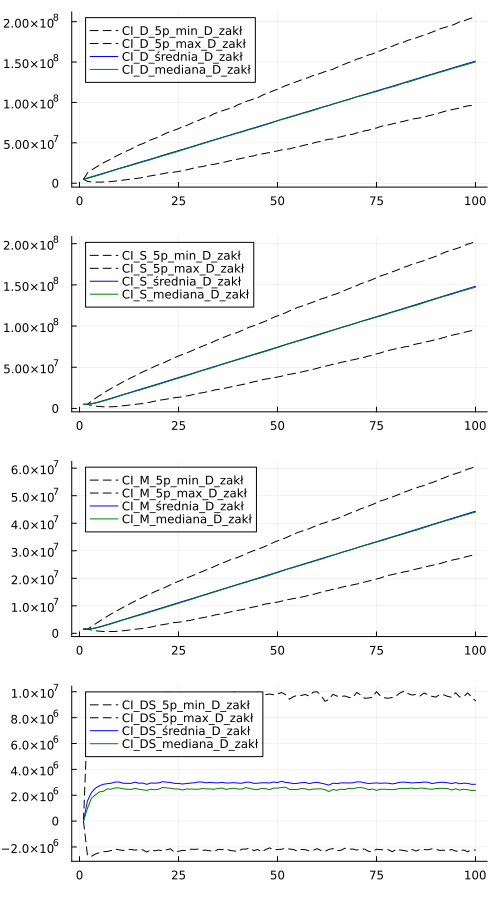 2.00×10⁸
1.50×10⁸
1.00×10⁸
5.00×10⁷
0
CI_D_5p_min_D_zakł
CI_D_5p_max_D_zakł
CI_D_średnia_D_zakł
CI_D_mediana_D_zakł
0 25 50 75 100
2.00×10⁸
1.50×10⁸
1.00×10⁸
5.00×10⁷
0
CI_S_5p_min_D_zakł
CI_S_5p_max_D_zakł
CI_S_średnia_D_zakł
CI_S_mediana_D_zakł
0 25 50 75 100
6.0×10⁷
5.0×10⁷
4.0×10⁷
3.0×10⁷
2.0×10⁷
1.0×10⁷
0
CI_M_5p_min_D_zakł
CI_M_5p_max_D_zakł
CI_M_średnia_D_zakł
CI_M_mediana_D_zakł
0 25 50 75 100
1.0×10⁷
8.0×10⁶
6.0×10⁶
4.0×10⁶
2.0×10⁶
0
−2.0×10⁶
CI_DS_5p_min_D_zakł
CI_DS_5p_max_D_zakł
CI_DS_średnia_D_zakł
CI_DS_mediana_D_zakł
0 25 50 75 100